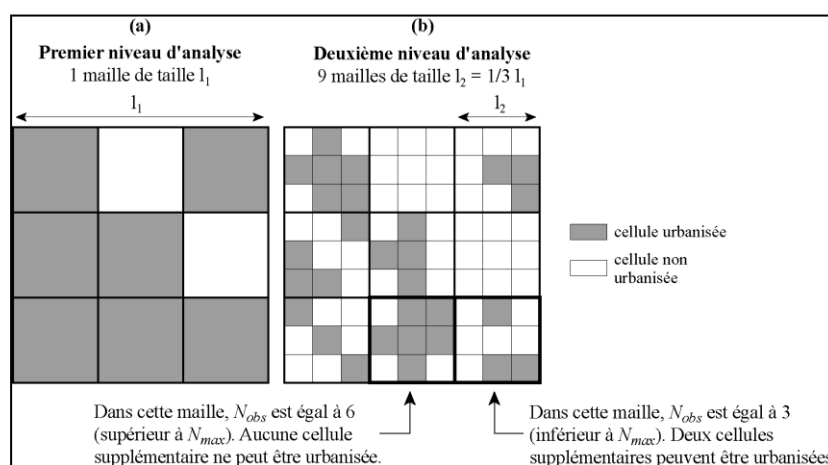 (a)
Premier niveau d'analyse
1 maille de taille l₁
l₁
(b)
Deuxième niveau d'analyse
9 mailles de taille l₂ = 1/3 l₁
l₂
cellule urbanisée
cellule non
urbanisée
Dans cette maille, Nobs est égal à 6
(supérieur à Nmax). Aucune cellule
supplémentaire ne peut être urbanisée.
Dans cette maille, Nobs est égal à 3
(inférieur à Nmax). Deux cellules
supplémentaires peuvent être urbanisées